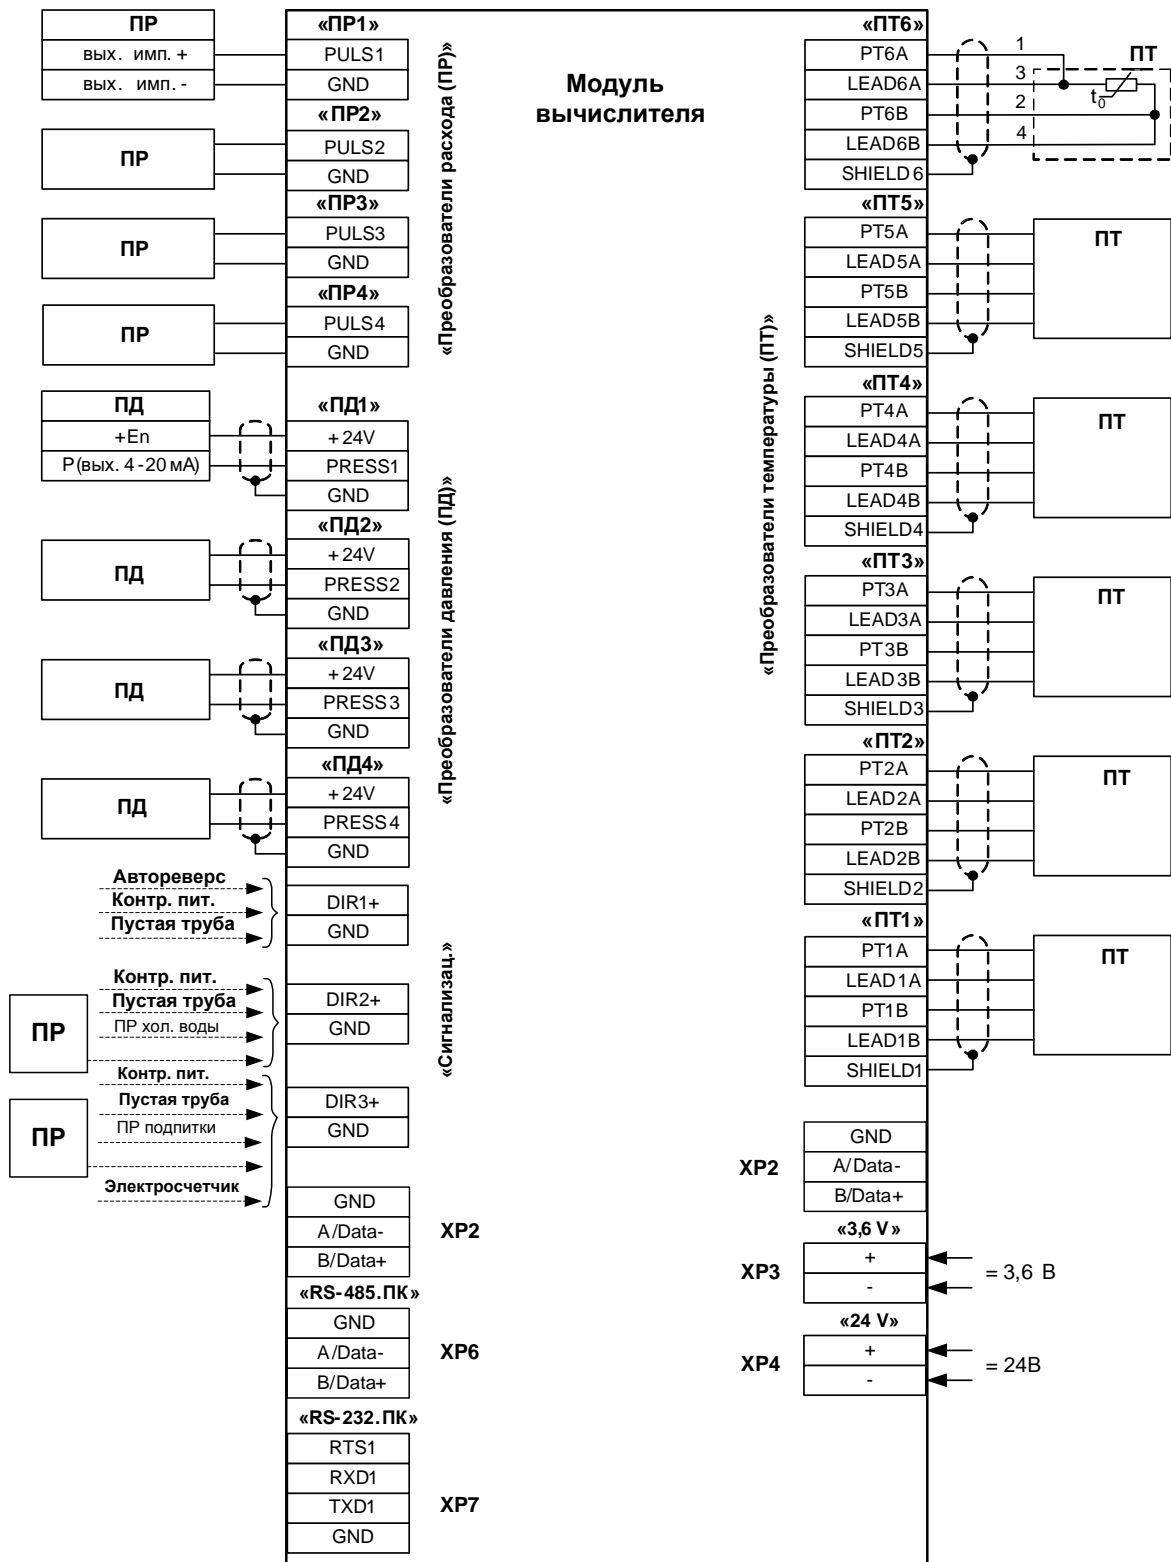 ПР
вых. имп. +
вых. имп. -
«ПР1»
PULS1
GND
ПР
«ПР2»
PULS2
GND
ПР
«ПР3»
PULS3
GND
ПР
«ПР4»
PULS4
GND
«Преобразователи расхода (ПР)»
Модуль
вычислителя
ПД
+En
P(вых. 4-20 мА)
«ПД1»
+24V
PRESS1
GND
ПД
«ПД2»
+24V
PRESS2
GND
ПД
«ПД3»
+24V
PRESS3
GND
ПД
«ПД4»
+24V
PRESS4
GND
«Преобразователи давления (ПД)»
Автореверс
Контр. пит.
Пустая труба
DIR1+
GND
ПР
Контр. пит.
Пустая труба
ПР хол. воды
DIR2+
GND
ПР
Контр. пит.
Пустая труба
ПР подпитки
Электросчетчик
DIR3+
GND
«Сигнализац.»
GND
A/Data-
B/Data+
XP2
«RS-485.ПК»
GND
A/Data-
B/Data+
XP6
«RS-232.ПК»
RTS1
RXD1
TXD1
GND
XP7
«ПТ6»
PT6A
LEAD6A
PT6B
LEAD6B
SHIELD6
1
3
2
4
ПТ
t0
«ПТ5»
PT5A
LEAD5A
PT5B
LEAD5B
SHIELD5
ПТ
«ПТ4»
PT4A
LEAD4A
PT4B
LEAD4B
SHIELD4
ПТ
«ПТ3»
PT3A
LEAD3A
PT3B
LEAD3B
SHIELD3
ПТ
«ПТ2»
PT2A
LEAD2A
PT2B
LEAD2B
SHIELD2
ПТ
«ПТ1»
PT1A
LEAD1A
PT1B
LEAD1B
SHIELD1
ПТ
«Преобразователи температуры (ПТ)»
XP2
GND
A/Data-
B/Data+
«3,6 V»
XP3
+
-
= 3,6 В
«24 V»
XP4
+
-
= 24В